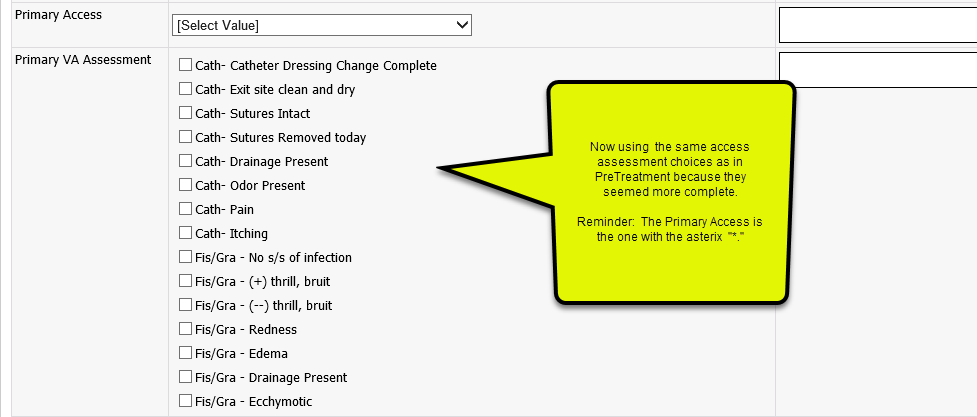 Primary Access
[Select Value]
Primary VA Assessment
Cath- Catheter Dressing Change Complete
Cath- Exit site clean and dry
Cath- Sutures Intact
Cath- Sutures Removed today
Cath- Drainage Present
Cath- Odor Present
Cath- Pain
Cath- Itching
Fis/Gra - No s/s of infection
Fis/Gra - (+) thrill, bruit
Fis/Gra - (--) thrill, bruit
Fis/Gra - Redness
Fis/Gra - Edema
Fis/Gra - Drainage Present
Fis/Gra - Ecchymotic
Now using the same access
assessment choices as in
PreTreatment because they
seemed more complete.
Reminder: The Primary Access is
the one with the asterix "*."